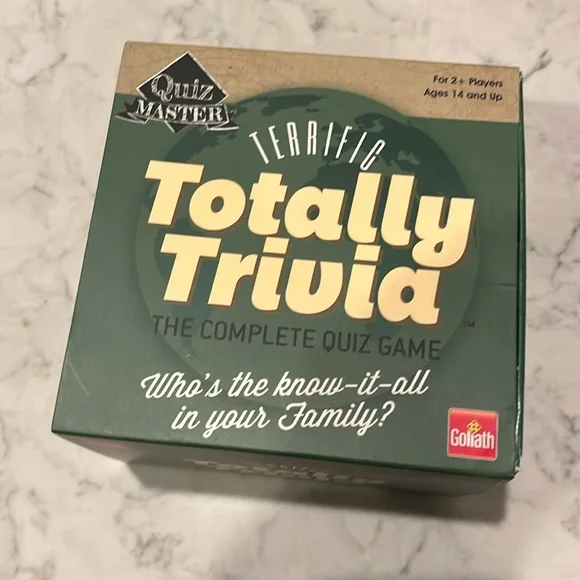 Quiz
MASTER
For 2+ Players
Ages 14 and Up
TERRIFIC
Totally
Trivia
THE COMPLETE QUIZ GAME ™
Who's the know-it-all
in your Family?
Goliath